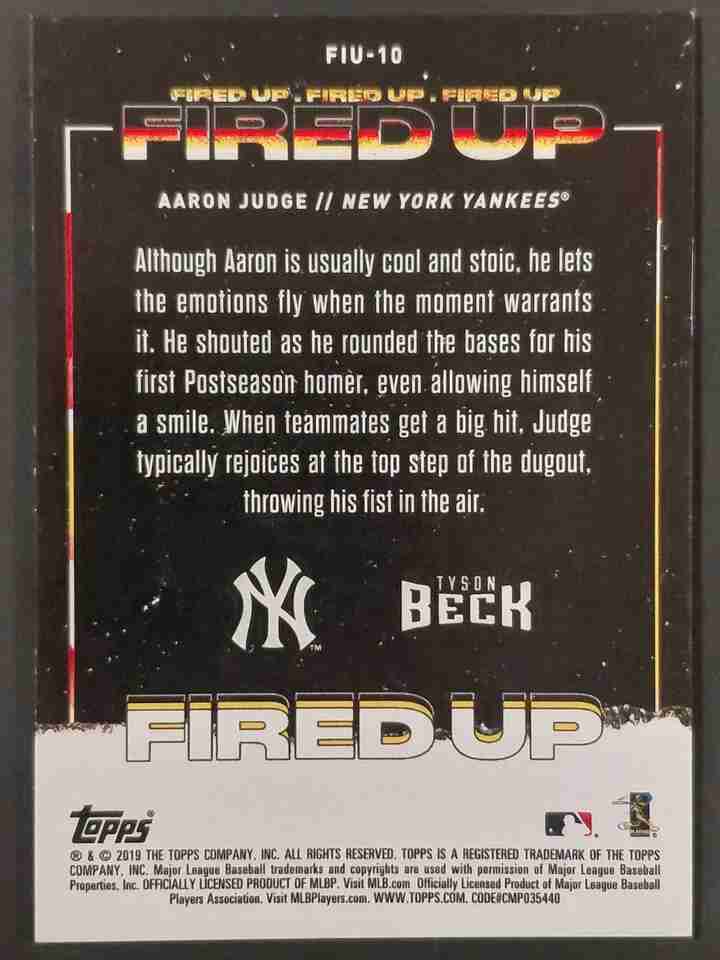 FIU-10
FIRED UP . FIRED UP . FIRED UP
FIRED UP
AARON JUDGE // NEW YORK YANKEES®
Although Aaron is usually cool and stoic, he lets
the emotions fly when the moment warrants
it. He shouted as he rounded the bases for his
first Postseason homer, even allowing himself
a smile. When teammates get a big hit, Judge
typically rejoices at the top step of the dugout,
throwing his fist in the air.
NY™
TYSON
BECK
FIRED UP
topps®
® & © 2019 THE TOPPS COMPANY, INC. ALL RIGHTS RESERVED. TOPPS IS A REGISTERED TRADEMARK OF THE TOPPS
COMPANY, INC. Major League Baseball trademarks and copyrights are used with permission of Major League Baseball
Properties, Inc. OFFICIALLY LICENSED PRODUCT OF MLBP. Visit MLB.com Officially Licensed Product of Major League Baseball
Players Association. Visit MLBPlayers.com. WWW.TOPPS.COM. CODE#CMP035440